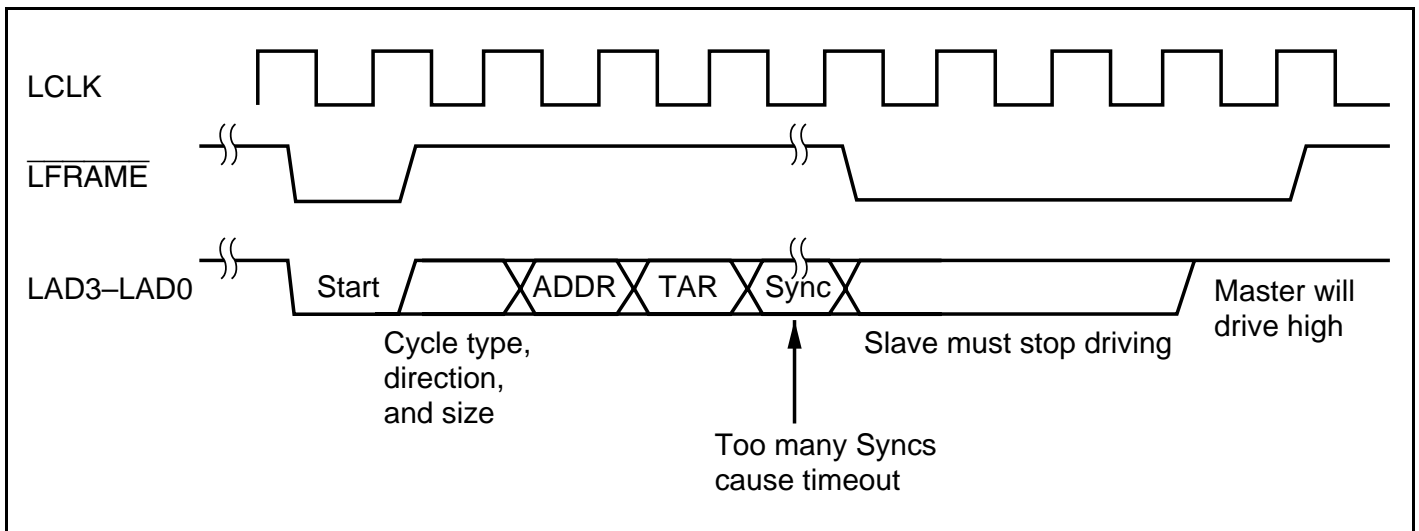 LCLK
LFRAME
LAD3–LAD0
Start
ADDR
TAR
Sync
Cycle type,
direction,
and size
Slave must stop driving
Master will
drive high
Too many Syncs
cause timeout